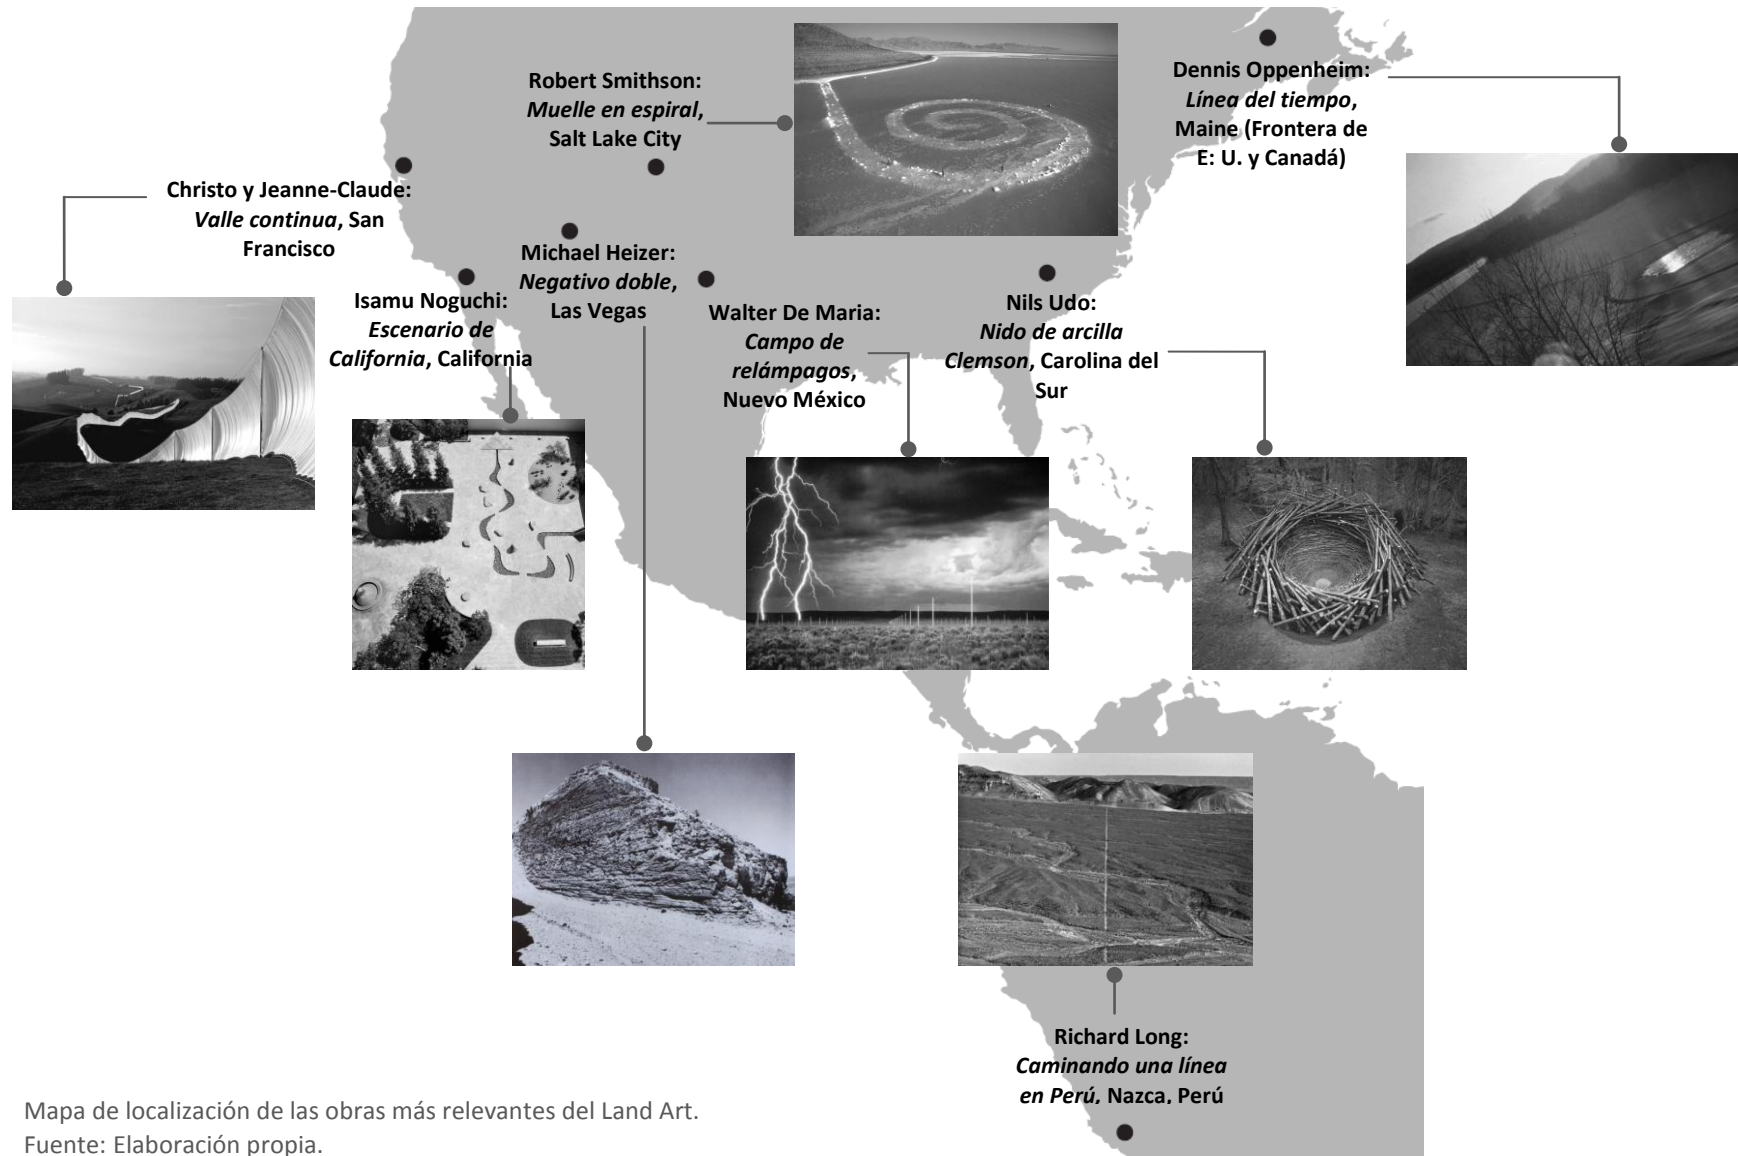 Robert Smithson:
Muelle en espiral,
Salt Lake City
Dennis Oppenheim:
Línea del tiempo,
Maine (Frontera de
E: U. y Canadá)
Christo y Jeanne-Claude:
Valle continua, San
Francisco
Michael Heizer:
Negativo doble,
Las Vegas
Isamu Noguchi:
Escenario de
California, California
Walter De Maria:
Campo de
relámpagos,
Nuevo México
Nils Udo:
Nido de arcilla
Clemson, Carolina del
Sur
Richard Long:
Caminando una línea
en Perú, Nazca, Perú
Mapa de localización de las obras más relevantes del Land Art.
Fuente: Elaboración propia.